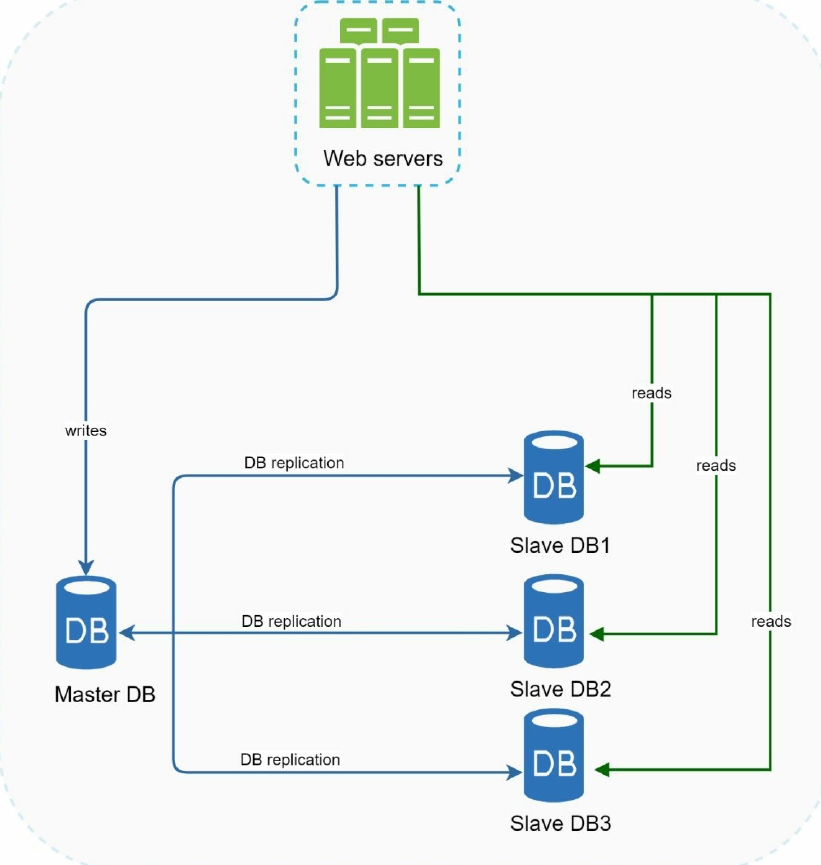 Web servers
writes
reads
reads
reads
DB replication
DB replication
DB replication
DB
Slave DB1
DB
Master DB
DB
Slave DB2
DB
Slave DB3